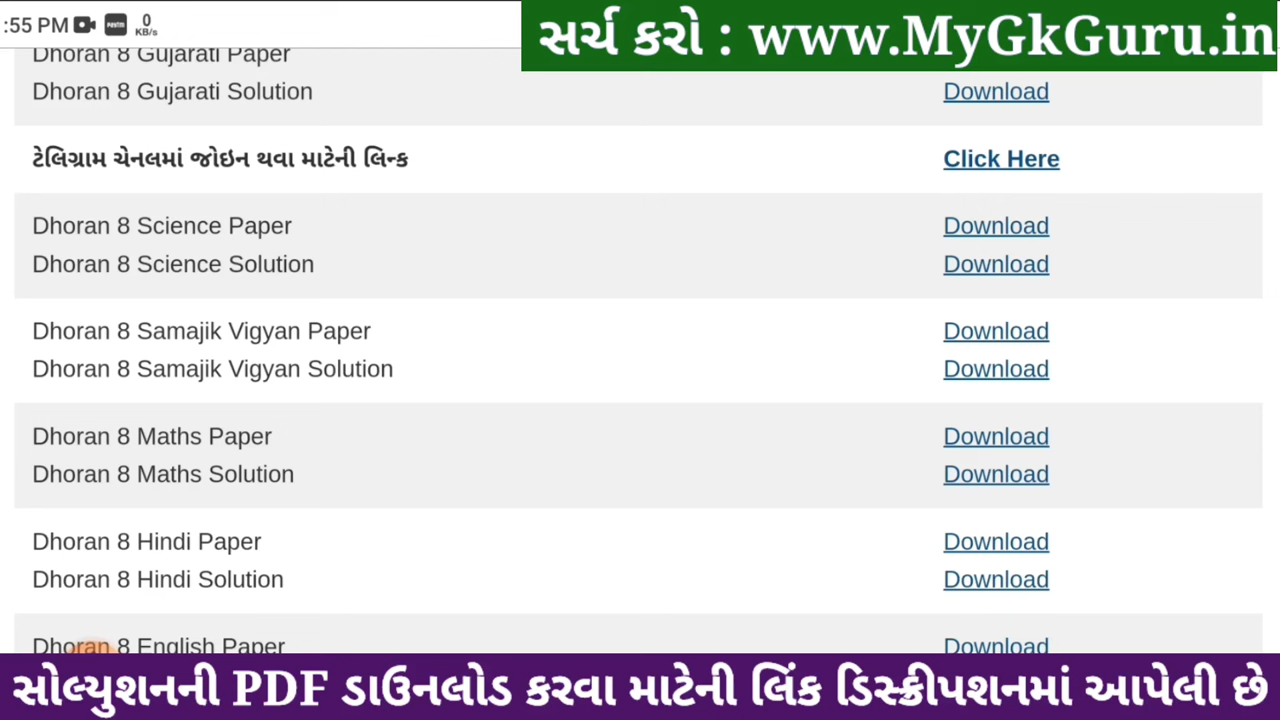 :55 PM
Paytm
0
KB/s
સર્ચ કરો : www.MyGkGuru.in
Dhoran 8 Gujarati Paper
Dhoran 8 Gujarati Solution Download
ટેલિગ્રામ ચેનલમાં જોઇન થવા માટેની લિન્ક Click Here
Dhoran 8 Science Paper Download
Dhoran 8 Science Solution Download
Dhoran 8 Samajik Vigyan Paper Download
Dhoran 8 Samajik Vigyan Solution Download
Dhoran 8 Maths Paper Download
Dhoran 8 Maths Solution Download
Dhoran 8 Hindi Paper Download
Dhoran 8 Hindi Solution Download
Dhoran 8 English Paper Download
સોલ્યુશનની PDF ડાઉનલોડ કરવા માટેની લિંક ડિસ્ક્રીપશનમાં આપેલી છે